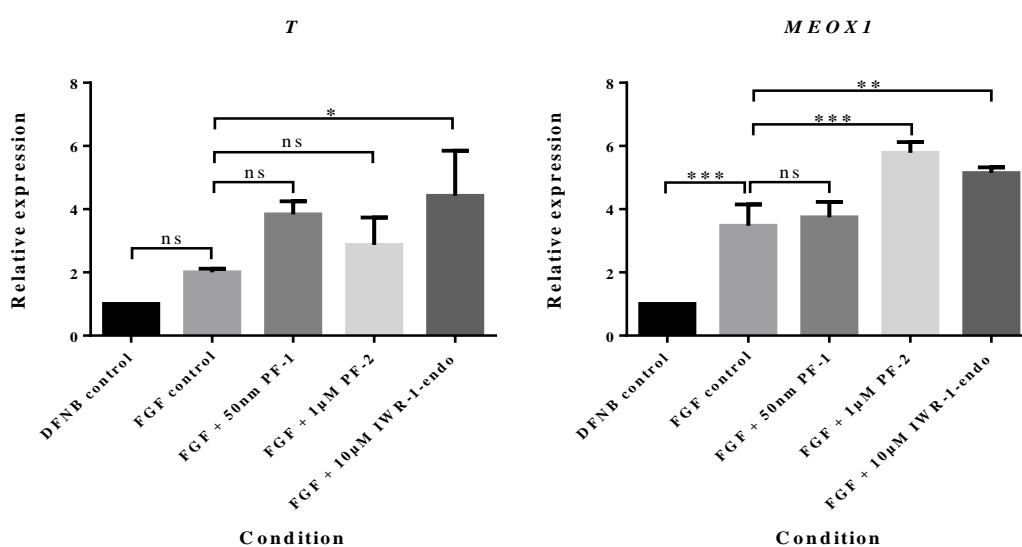 T
Relative expression
8
6
4
2
0
*
ns
ns
ns
DFNB control
FGF control
FGF + 50nm PF-1
FGF + 1µM PF-2
FGF + 10µM IWR-1-endo
Condition
MEOX1
Relative expression
8
6
4
2
0
**
***
***
ns
DFNB control
FGF control
FGF + 50nm PF-1
FGF + 1µM PF-2
FGF + 10µM IWR-1-endo
Condition